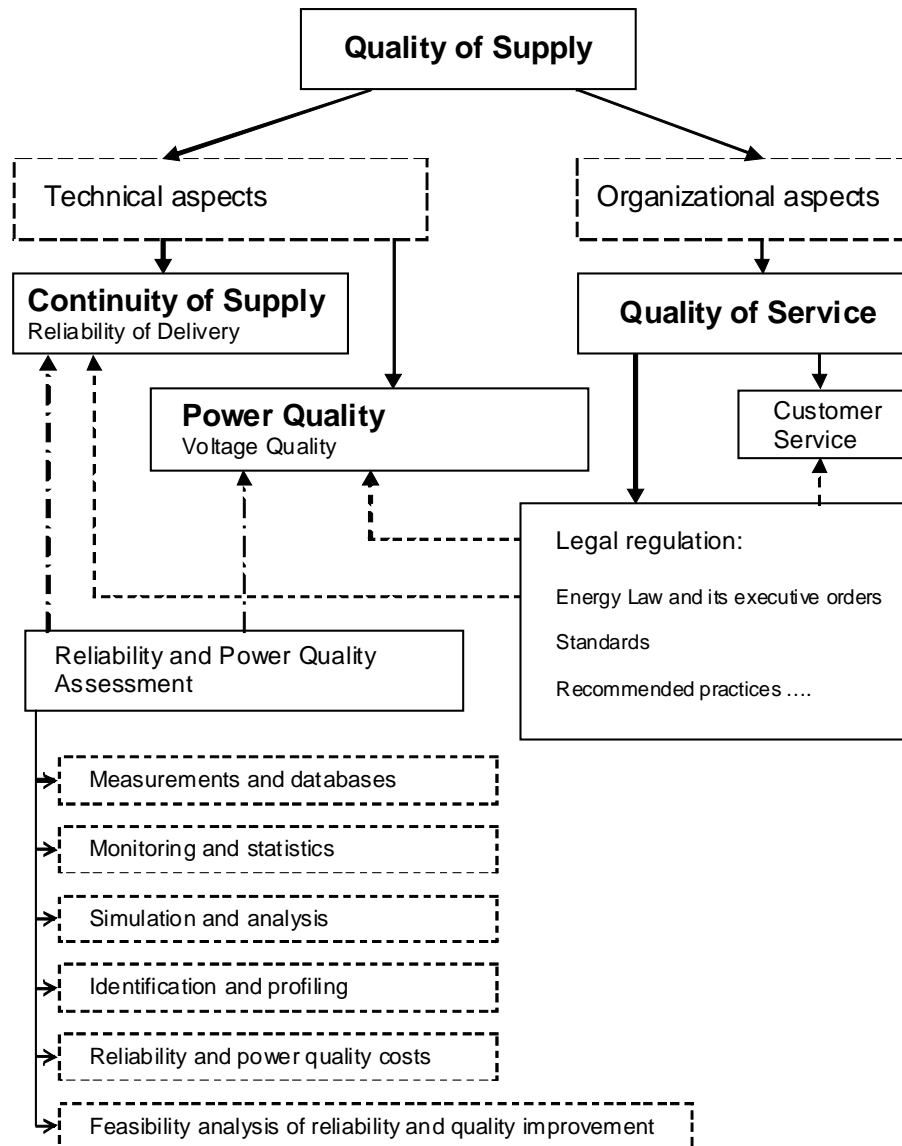 Quality of Supply
Technical aspects
Organizational aspects
Continuity of Supply
Reliability of Delivery
Quality of Service
Power Quality
Voltage Quality
Customer
Service
Legal regulation:
Energy Law and its executive orders
Standards
Recommended practices ....
Reliability and Power Quality
Assessment
Measurements and databases
Monitoring and statistics
Simulation and analysis
Identification and profiling
Reliability and power quality costs
Feasibility analysis of reliability and quality improvement